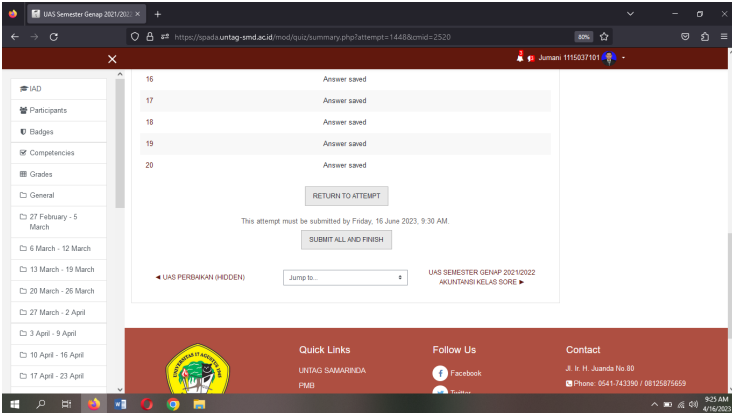 UAS Semester Genap 2021/202
https://spada.untag-smd.ac.id/mod/quiz/summary.php?attempt=1448&cmid=2520
80%
Jumani 1115037101
IAD
Participants
Badges
Competencies
Grades
General
27 February - 5
March
6 March - 12 March
13 March - 19 March
20 March - 26 March
27 March - 2 April
3 April - 9 April
10 April - 16 April
17 April - 23 April
16 Answer saved
17 Answer saved
18 Answer saved
19 Answer saved
20 Answer saved
RETURN TO ATTEMPT
This attempt must be submitted by Friday, 16 June 2023, 9:30 AM.
SUBMIT ALL AND FINISH
◄ UAS PERBAIKAN (HIDDEN)
Jump to...
UAS SEMESTER GENAP 2021/2022
AKUNTANSI KELAS SORE ►
Quick Links
UNTAG SAMARINDA
PMB
Follow Us
Facebook
Twitter
Contact
Jl. Ir. H. Juanda No.80
Phone: 0541-743390 / 08125875659
9:25 AM
4/16/2023